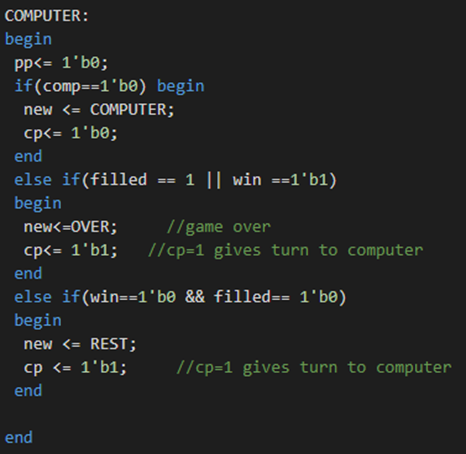 COMPUTER:
begin
pp<= 1'b0;
if(comp==1'b0) begin
new <= COMPUTER;
cp<= 1'b0;
end
else if(filled == 1 || win ==1'b1)
begin
new<=OVER; //game over
cp<= 1'b1; //cp=1 gives turn to computer
end
else if(win==1'b0 && filled== 1'b0)
begin
new <= REST;
cp <= 1'b1; //cp=1 gives turn to computer
end
end